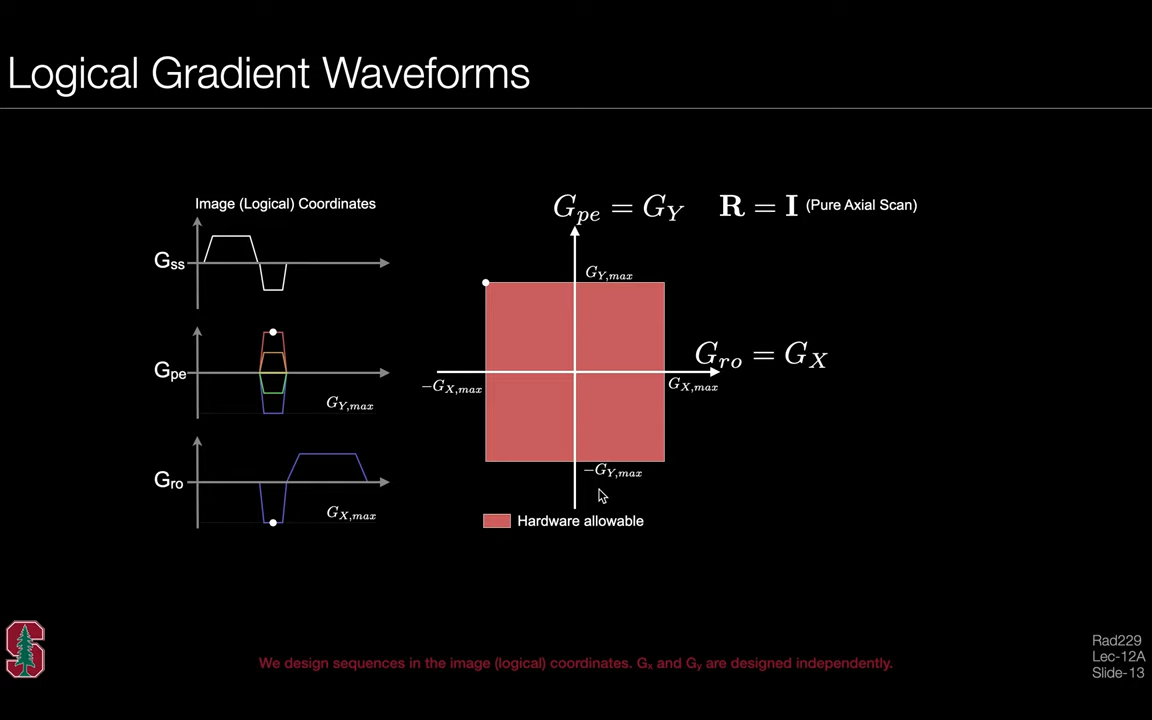 Logical Gradient Waveforms
Image (Logical) Coordinates
G_ss
G_pe
G_Y,max
G_ro
G_X,max
G_pe = G_Y
R = I (Pure Axial Scan)
G_Y,max
G_ro = G_X
−G_X,max
G_X,max
−G_Y,max
Hardware allowable
We design sequences in the image (logical) coordinates. Gₓ and Gᵧ are designed independently.
Rad229
Lec-12A
Slide-13
S